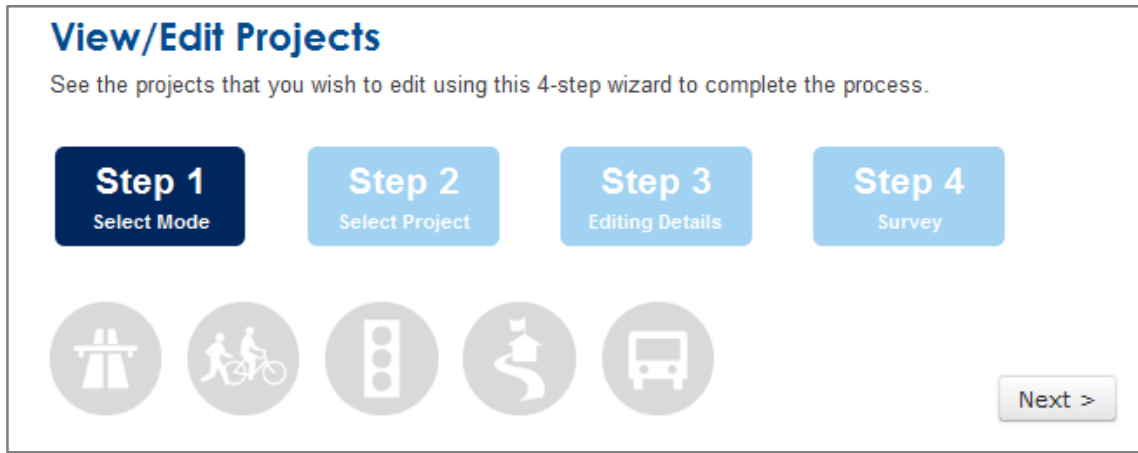 View/Edit Projects
See the projects that you wish to edit using this 4-step wizard to complete the process.
Step 1
Select Mode
Step 2
Select Project
Step 3
Editing Details
Step 4
Survey
Next >